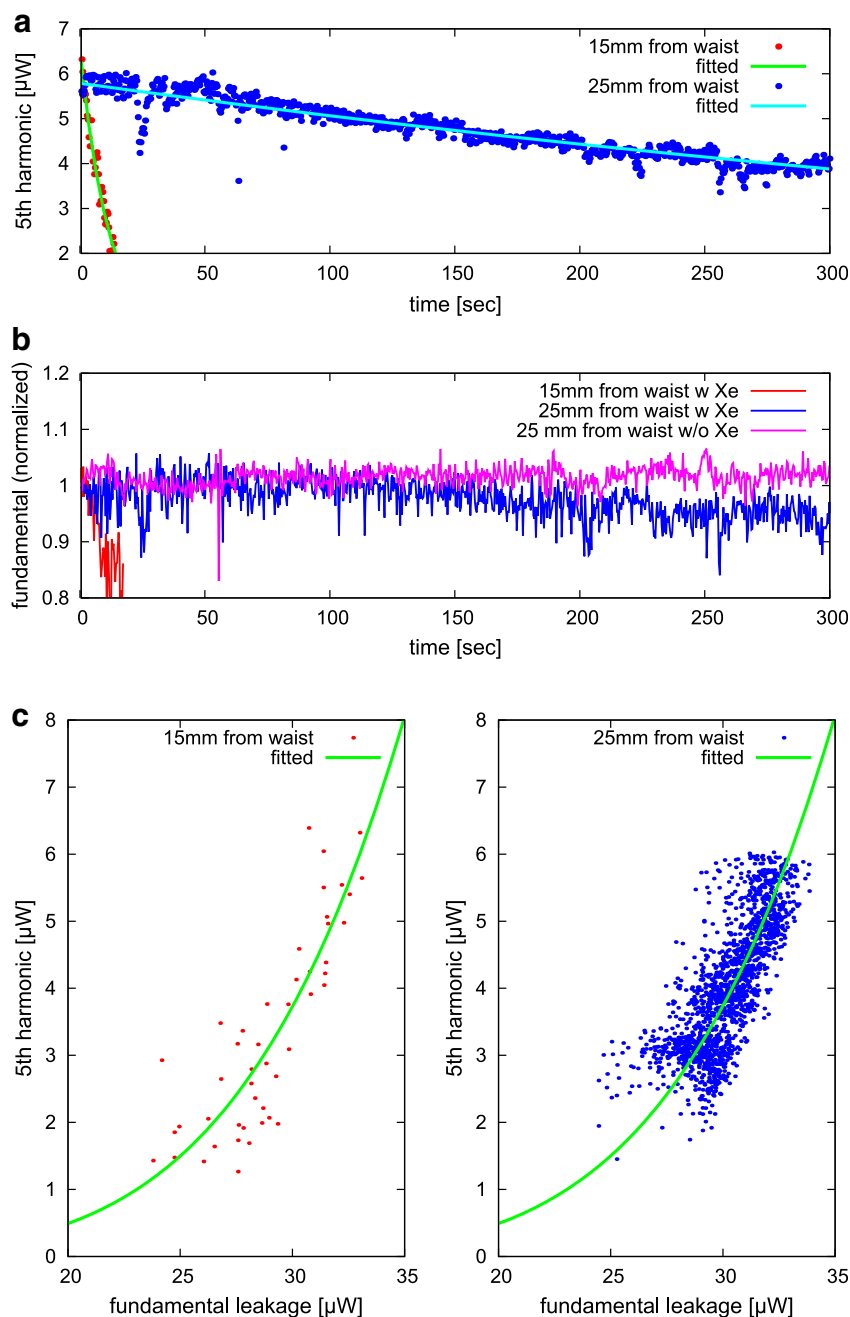 a
5th harmonic [µW]
7
6
5
4
3
2
15mm from waist
fitted
25mm from waist
fitted
0 50 100 150 200 250 300
time [sec]
b
fundamental (normalized)
1.2
1.1
1.0
0.9
0.8
15mm from waist w Xe
25mm from waist w Xe
25 mm from waist w/o Xe
0 50 100 150 200 250 300
time [sec]
c
5th harmonic [µW]
8
7
6
5
4
3
2
1
0
15mm from waist
fitted
20 25 30 35
fundamental leakage [µW]
5th harmonic [µW]
8
7
6
5
4
3
2
1
0
25mm from waist
fitted
20 25 30 35
fundamental leakage [µW]